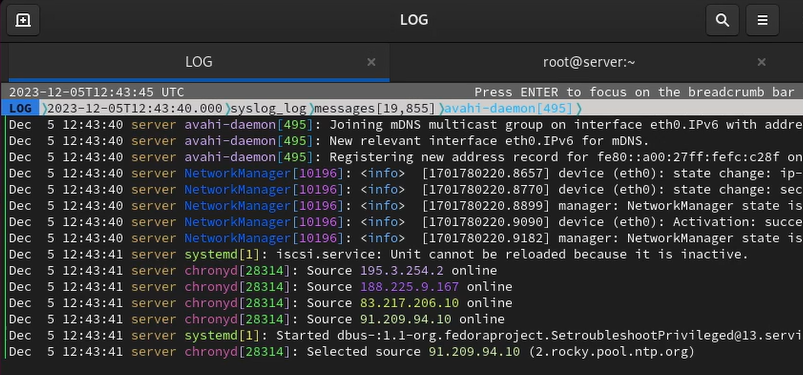 LOG
LOG × root@server:~ ×
2023-12-05T12:43:45 UTC Press ENTER to focus on the breadcrumb bar
LOG ⟩2023-12-05T12:43:40.000⟩syslog_log⟩messages[19,855]⟩avahi-daemon[495]⟩
Dec  5 12:43:40 server avahi-daemon[495]: Joining mDNS multicast group on interface eth0.IPv6 with addre
Dec  5 12:43:40 server avahi-daemon[495]: New relevant interface eth0.IPv6 for mDNS.
Dec  5 12:43:40 server avahi-daemon[495]: Registering new address record for fe80::a00:27ff:fefc:c28f on
Dec  5 12:43:40 server NetworkManager[10196]: <info>  [1701780220.8657] device (eth0): state change: ip-
Dec  5 12:43:40 server NetworkManager[10196]: <info>  [1701780220.8770] device (eth0): state change: sec
Dec  5 12:43:40 server NetworkManager[10196]: <info>  [1701780220.8899] manager: NetworkManager state is
Dec  5 12:43:40 server NetworkManager[10196]: <info>  [1701780220.9090] device (eth0): Activation: succe
Dec  5 12:43:40 server NetworkManager[10196]: <info>  [1701780220.9182] manager: NetworkManager state is
Dec  5 12:43:41 server systemd[1]: iscsi.service: Unit cannot be reloaded because it is inactive.
Dec  5 12:43:41 server chronyd[28314]: Source 195.3.254.2 online
Dec  5 12:43:41 server chronyd[28314]: Source 188.225.9.167 online
Dec  5 12:43:41 server chronyd[28314]: Source 83.217.206.10 online
Dec  5 12:43:41 server chronyd[28314]: Source 91.209.94.10 online
Dec  5 12:43:41 server systemd[1]: Started dbus-:1.1-org.fedoraproject.SetroubleshootPrivileged@13.servi
Dec  5 12:43:41 server chronyd[28314]: Selected source 91.209.94.10 (2.rocky.pool.ntp.org)